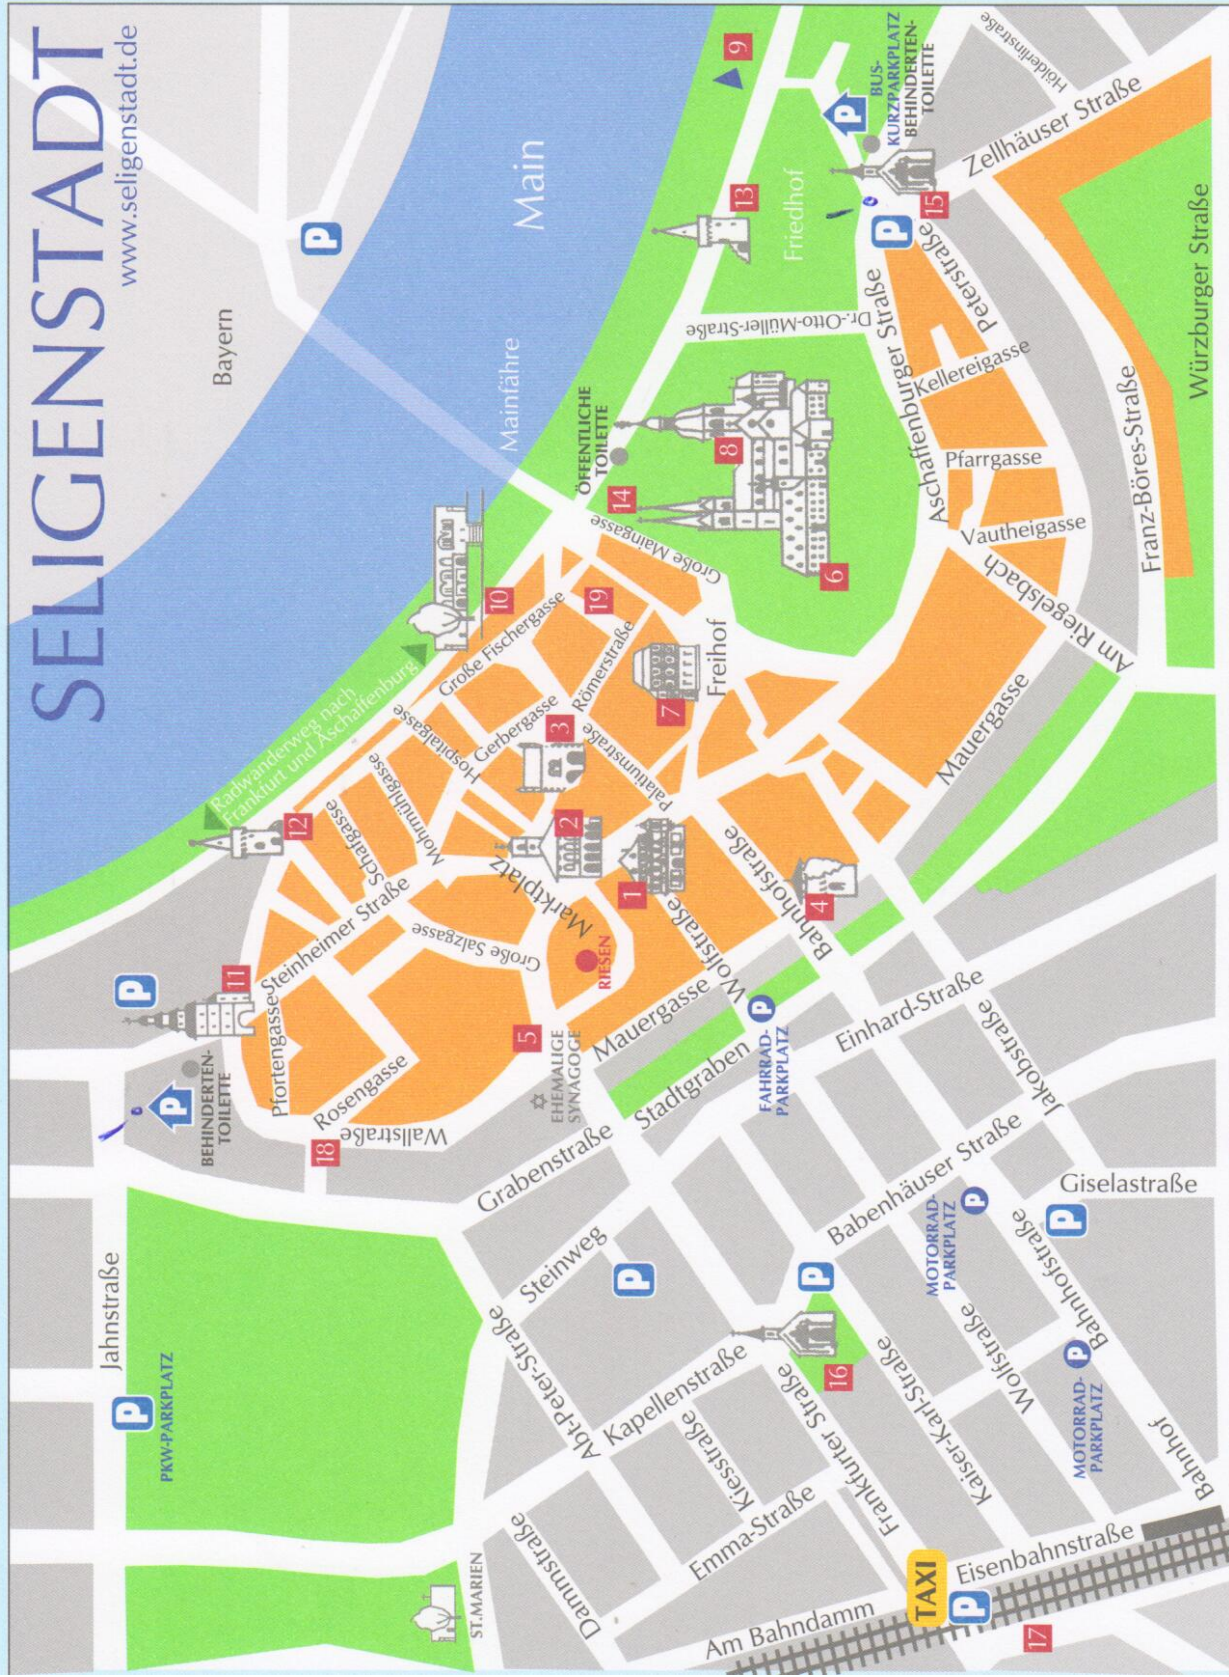 SELIGENSTADT
www.seligenstadt.de
Bayern
P
Main
Mainfähre
Radwanderweg nach
Frankfurt und Aschaffenburg
9
BUS-
KURZPARKPLATZ
BEHINDERTEN-
TOILETTE
P
Hölderlinstraße
Zellhäuser Straße
13
Friedhof
P
15
Dr.-Otto-Müller-Straße
Aschaffenburger Straße
Peterstraße
Kellereigasse
Pfarrgasse
Vautheigasse
Franz-Böres-Straße
Würzburger Straße
Am Riegelsbach
ÖFFENTLICHE
TOILETTE
14
8
6
Große Maingasse
10
19
Große Fischergasse
Römerstraße
7
Freihof
Gerbergasse
Hospitalgasse
3
Palatiumstraße
Mohrmühlgasse
Schafgasse
12
2
1
Marktplatz
RIESEN
Steinheimer Straße
Große Salzgasse
Wolfstraße
Bahnhofstraße
4
Mauergasse
P
11
Pfortengasse
Rosengasse
Wallstraße
18
5
EHEMALIGE
SYNAGOGE
Mauergasse
Wolfstraße
Stadtgraben
P
FAHRRAD-
PARKPLATZ
Einhard-Straße
Jakobstraße
P
BEHINDERTEN-
TOILETTE
Grabenstraße
Steinweg
P
Babenhäuser Straße
Giselastraße
P
MOTORRAD-
PARKPLATZ
P
Jahnstraße
P
PKW-PARKPLATZ
Abt-Peter-Straße
Kapellenstraße
P
16
Kiesstraße
Emma-Straße
Frankfurter Straße
Kaiser-Karl-Straße
Wolfstraße
Bahnhofstraße
P
MOTORRAD-
PARKPLATZ
Bahnhof
ST.MARIEN
Dammstraße
Am Bahndamm
TAXI
P
Eisenbahnstraße
17